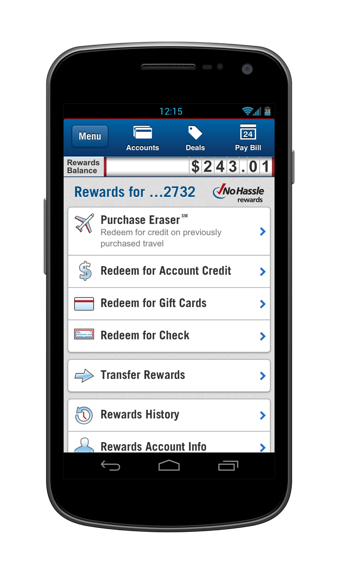 12:15
Menu
Accounts
Deals
24
Pay Bill
Rewards
Balance
$243.01
Rewards for ...2732
NoHassle
rewards
Purchase Eraser℠
Redeem for credit on previously
purchased travel
$
Redeem for Account Credit
Redeem for Gift Cards
Redeem for Check
Transfer Rewards
Rewards History
Rewards Account Info